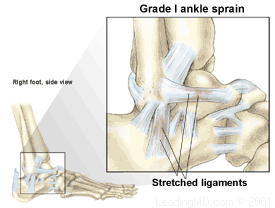 Grade I ankle sprain
Right foot, side view
Stretched ligaments
© LeadingMD.com © 2001